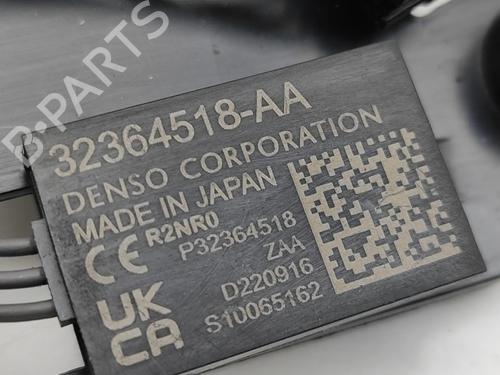 B-PARTS
32364518-AA
DENSO CORPORATION
MADE IN JAPAN
CE R2NR0
P32364518
ZAA
UK
CA
D220916
S10065162